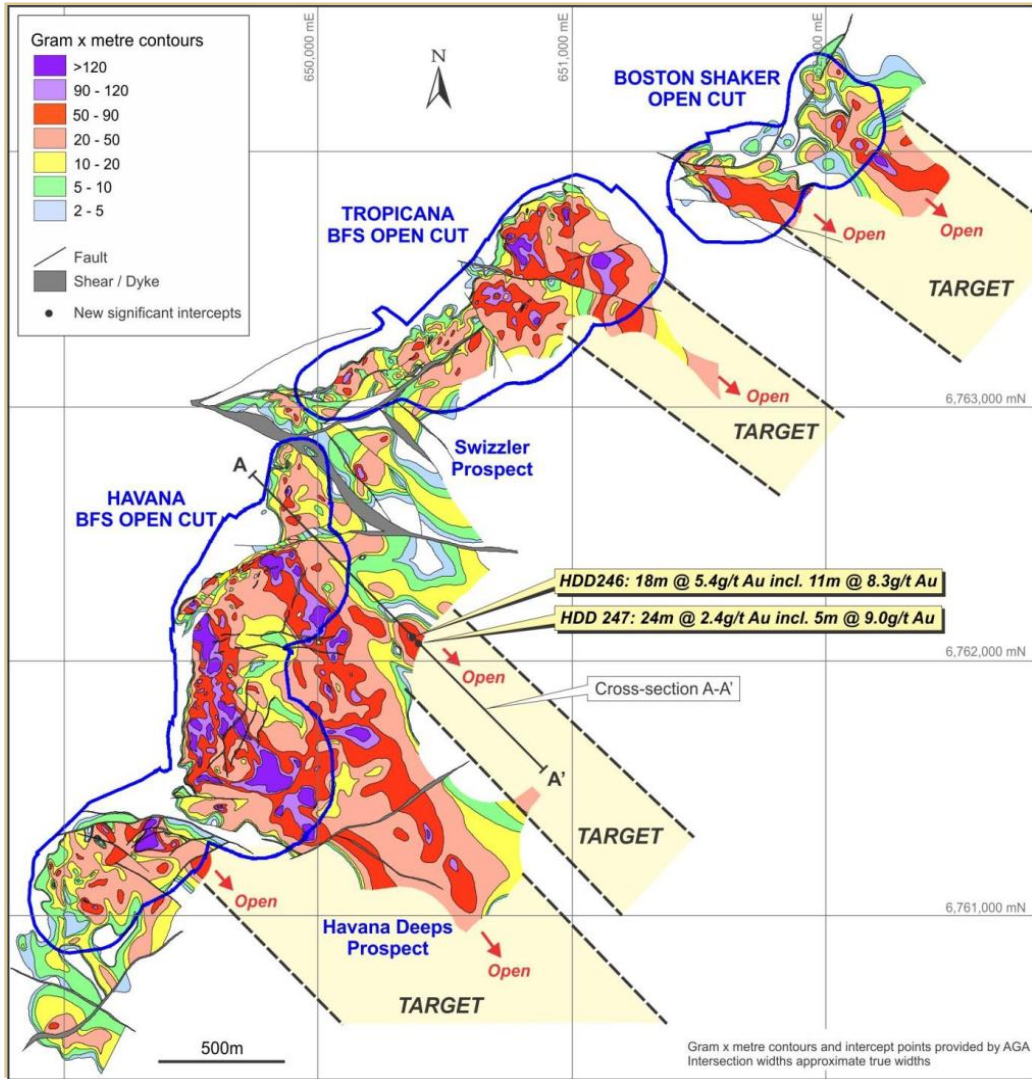 Gram x metre contours
>120
90 - 120
50 - 90
20 - 50
10 - 20
5 - 10
2 - 5
Fault
Shear / Dyke
New significant intercepts
650,000 mE
N
651,000 mE
BOSTON SHAKER
OPEN CUT
Open
Open
TARGET
TROPICANA
BFS OPEN CUT
Open
6,763,000 mN
TARGET
Swizzler
Prospect
A
HAVANA
BFS OPEN CUT
HDD246: 18m @ 5.4g/t Au incl. 11m @ 8.3g/t Au
HDD 247: 24m @ 2.4g/t Au incl. 5m @ 9.0g/t Au
6,762,000 mN
Open
Cross-section A-A'
A'
TARGET
Open
6,761,000 mN
Havana Deeps
Prospect
Open
TARGET
500m
Gram x metre contours and intercept points provided by AGA
Intersection widths approximate true widths